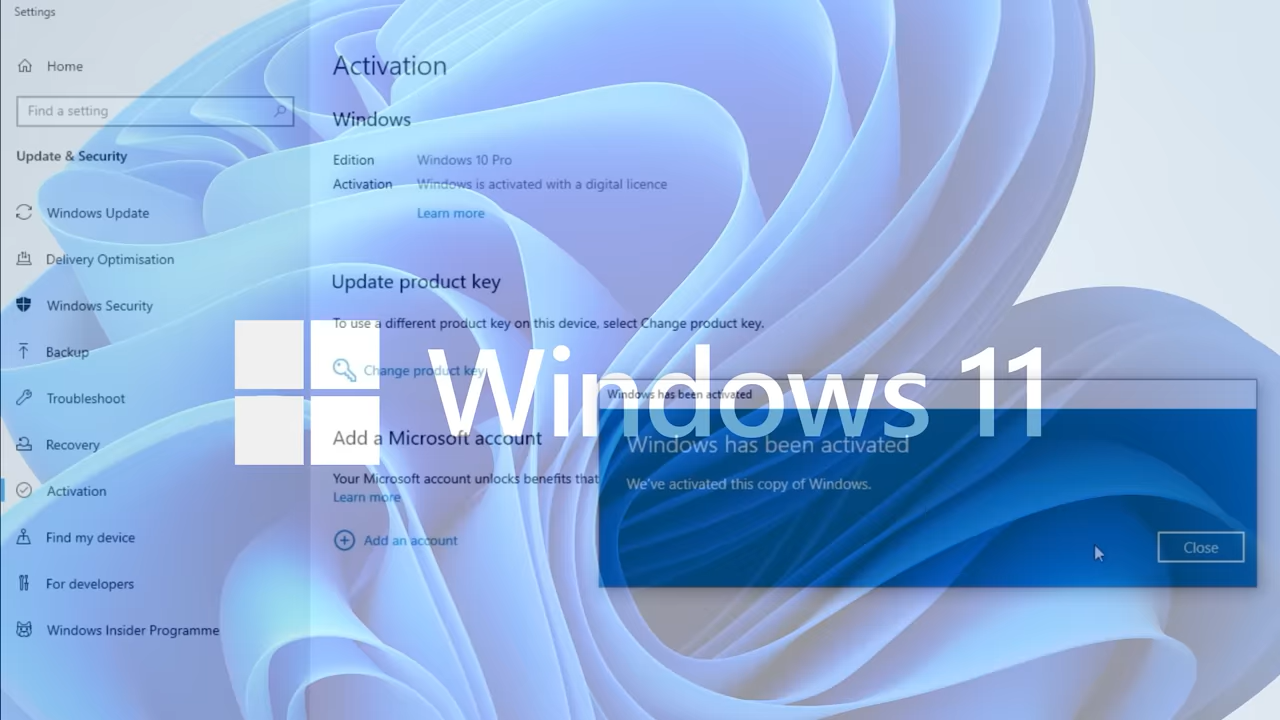 Settings
Home
Find a setting
Update & Security
Windows Update
Delivery Optimisation
Windows Security
Backup
Troubleshoot
Recovery
Activation
Find my device
For developers
Windows Insider Programme
Activation
Windows
Edition Windows 10 Pro
Activation Windows is activated with a digital licence
Learn more
Update product key
To use a different product key on this device, select Change product key.
Change product key
Add a Microsoft account
Your Microsoft account unlocks benefits that
Learn more
Add an account
Windows 11
Windows has been activated
Windows has been activated
We've activated this copy of Windows.
Close